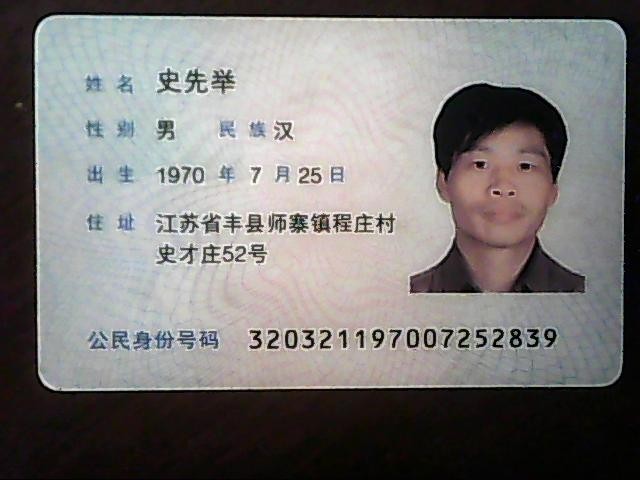 姓名 史先举
性别 男 民族 汉
出生 1970 年 7 月 25 日
住址 江苏省丰县师寨镇程庄村
史才庄52号
公民身份号码 320321197007252839